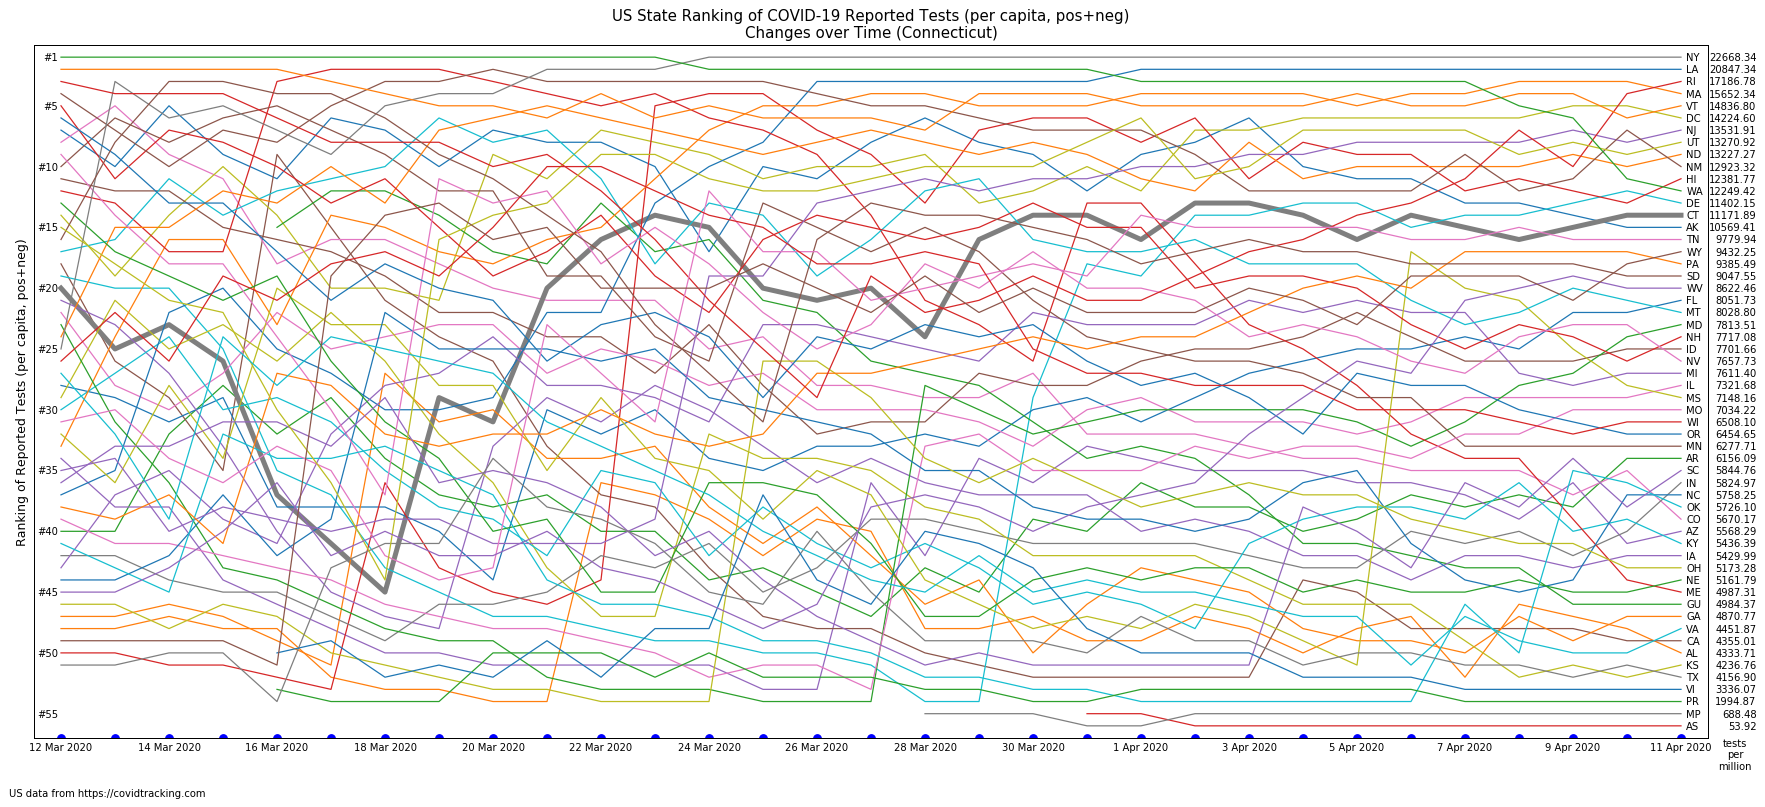 US State Ranking of COVID-19 Reported Tests (per capita, pos+neg)
Changes over Time (Connecticut)
Ranking of Reported Tests (per capita, pos+neg)
#1
#5
#10
#15
#20
#25
#30
#35
#40
#45
#50
#55
NY 22668.34
LA 20847.34
RI 17186.78
MA 15652.34
VT 14836.80
DC 14224.60
NJ 13531.91
UT 13270.92
ND 13227.27
NM 12923.32
HI 12381.77
WA 12249.42
DE 11402.15
CT 11171.89
AK 10569.41
TN 9779.94
WY 9432.25
PA 9385.49
SD 9047.55
WV 8622.46
FL 8051.73
MT 8028.80
MD 7813.51
NH 7717.08
ID 7701.66
NV 7657.73
MI 7611.40
IL 7321.68
MS 7148.16
MO 7034.22
WI 6508.10
OR 6454.65
MN 6277.71
AR 6156.09
SC 5844.76
IN 5824.97
NC 5758.25
OK 5726.10
CO 5670.17
AZ 5568.29
KY 5436.39
IA 5429.99
OH 5173.28
NE 5161.79
ME 4987.31
GU 4984.37
GA 4870.77
VA 4451.87
CA 4355.01
AL 4333.71
KS 4236.76
TX 4156.90
VI 3336.07
PR 1994.87
MP 688.48
AS 53.92
12 Mar 2020 14 Mar 2020 16 Mar 2020 18 Mar 2020 20 Mar 2020 22 Mar 2020 24 Mar 2020 26 Mar 2020 28 Mar 2020 30 Mar 2020 1 Apr 2020 3 Apr 2020 5 Apr 2020 7 Apr 2020 9 Apr 2020 11 Apr 2020
tests
per
million
US data from https://covidtracking.com